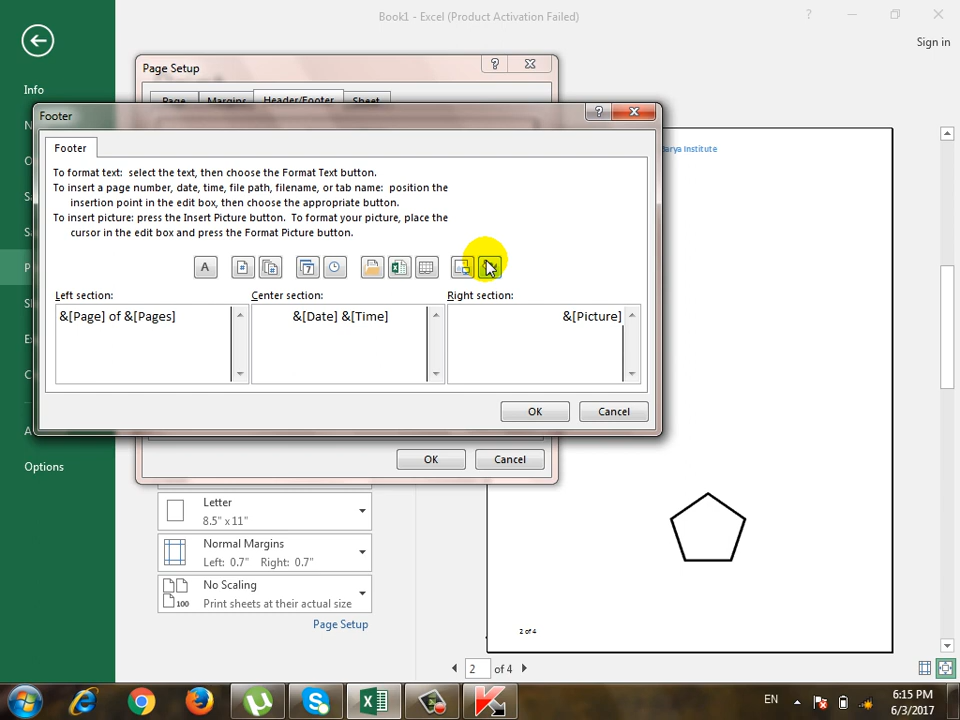 Book1 - Excel (Product Activation Failed)
Sign in
Page Setup
Info
Page Margins Header/Footer Sheet
Footer
Footer
To format text: select the text, then choose the Format Text button.
To insert a page number, date, time, file path, filename, or tab name: position the
insertion point in the edit box, then choose the appropriate button.
To insert picture: press the Insert Picture button. To format your picture, place the
cursor in the edit box and press the Format Picture button.
A
Left section:
Center section:
Right section:
&[Page] of &[Pages]
&[Date] &[Time]
&[Picture]
OK
Cancel
OK
Cancel
Options
Letter
8.5" x 11"
Normal Margins
Left: 0.7" Right: 0.7"
No Scaling
Print sheets at their actual size
100
Page Setup
Institute
2 of 4
2 of 4
EN
6:15 PM
6/3/2017